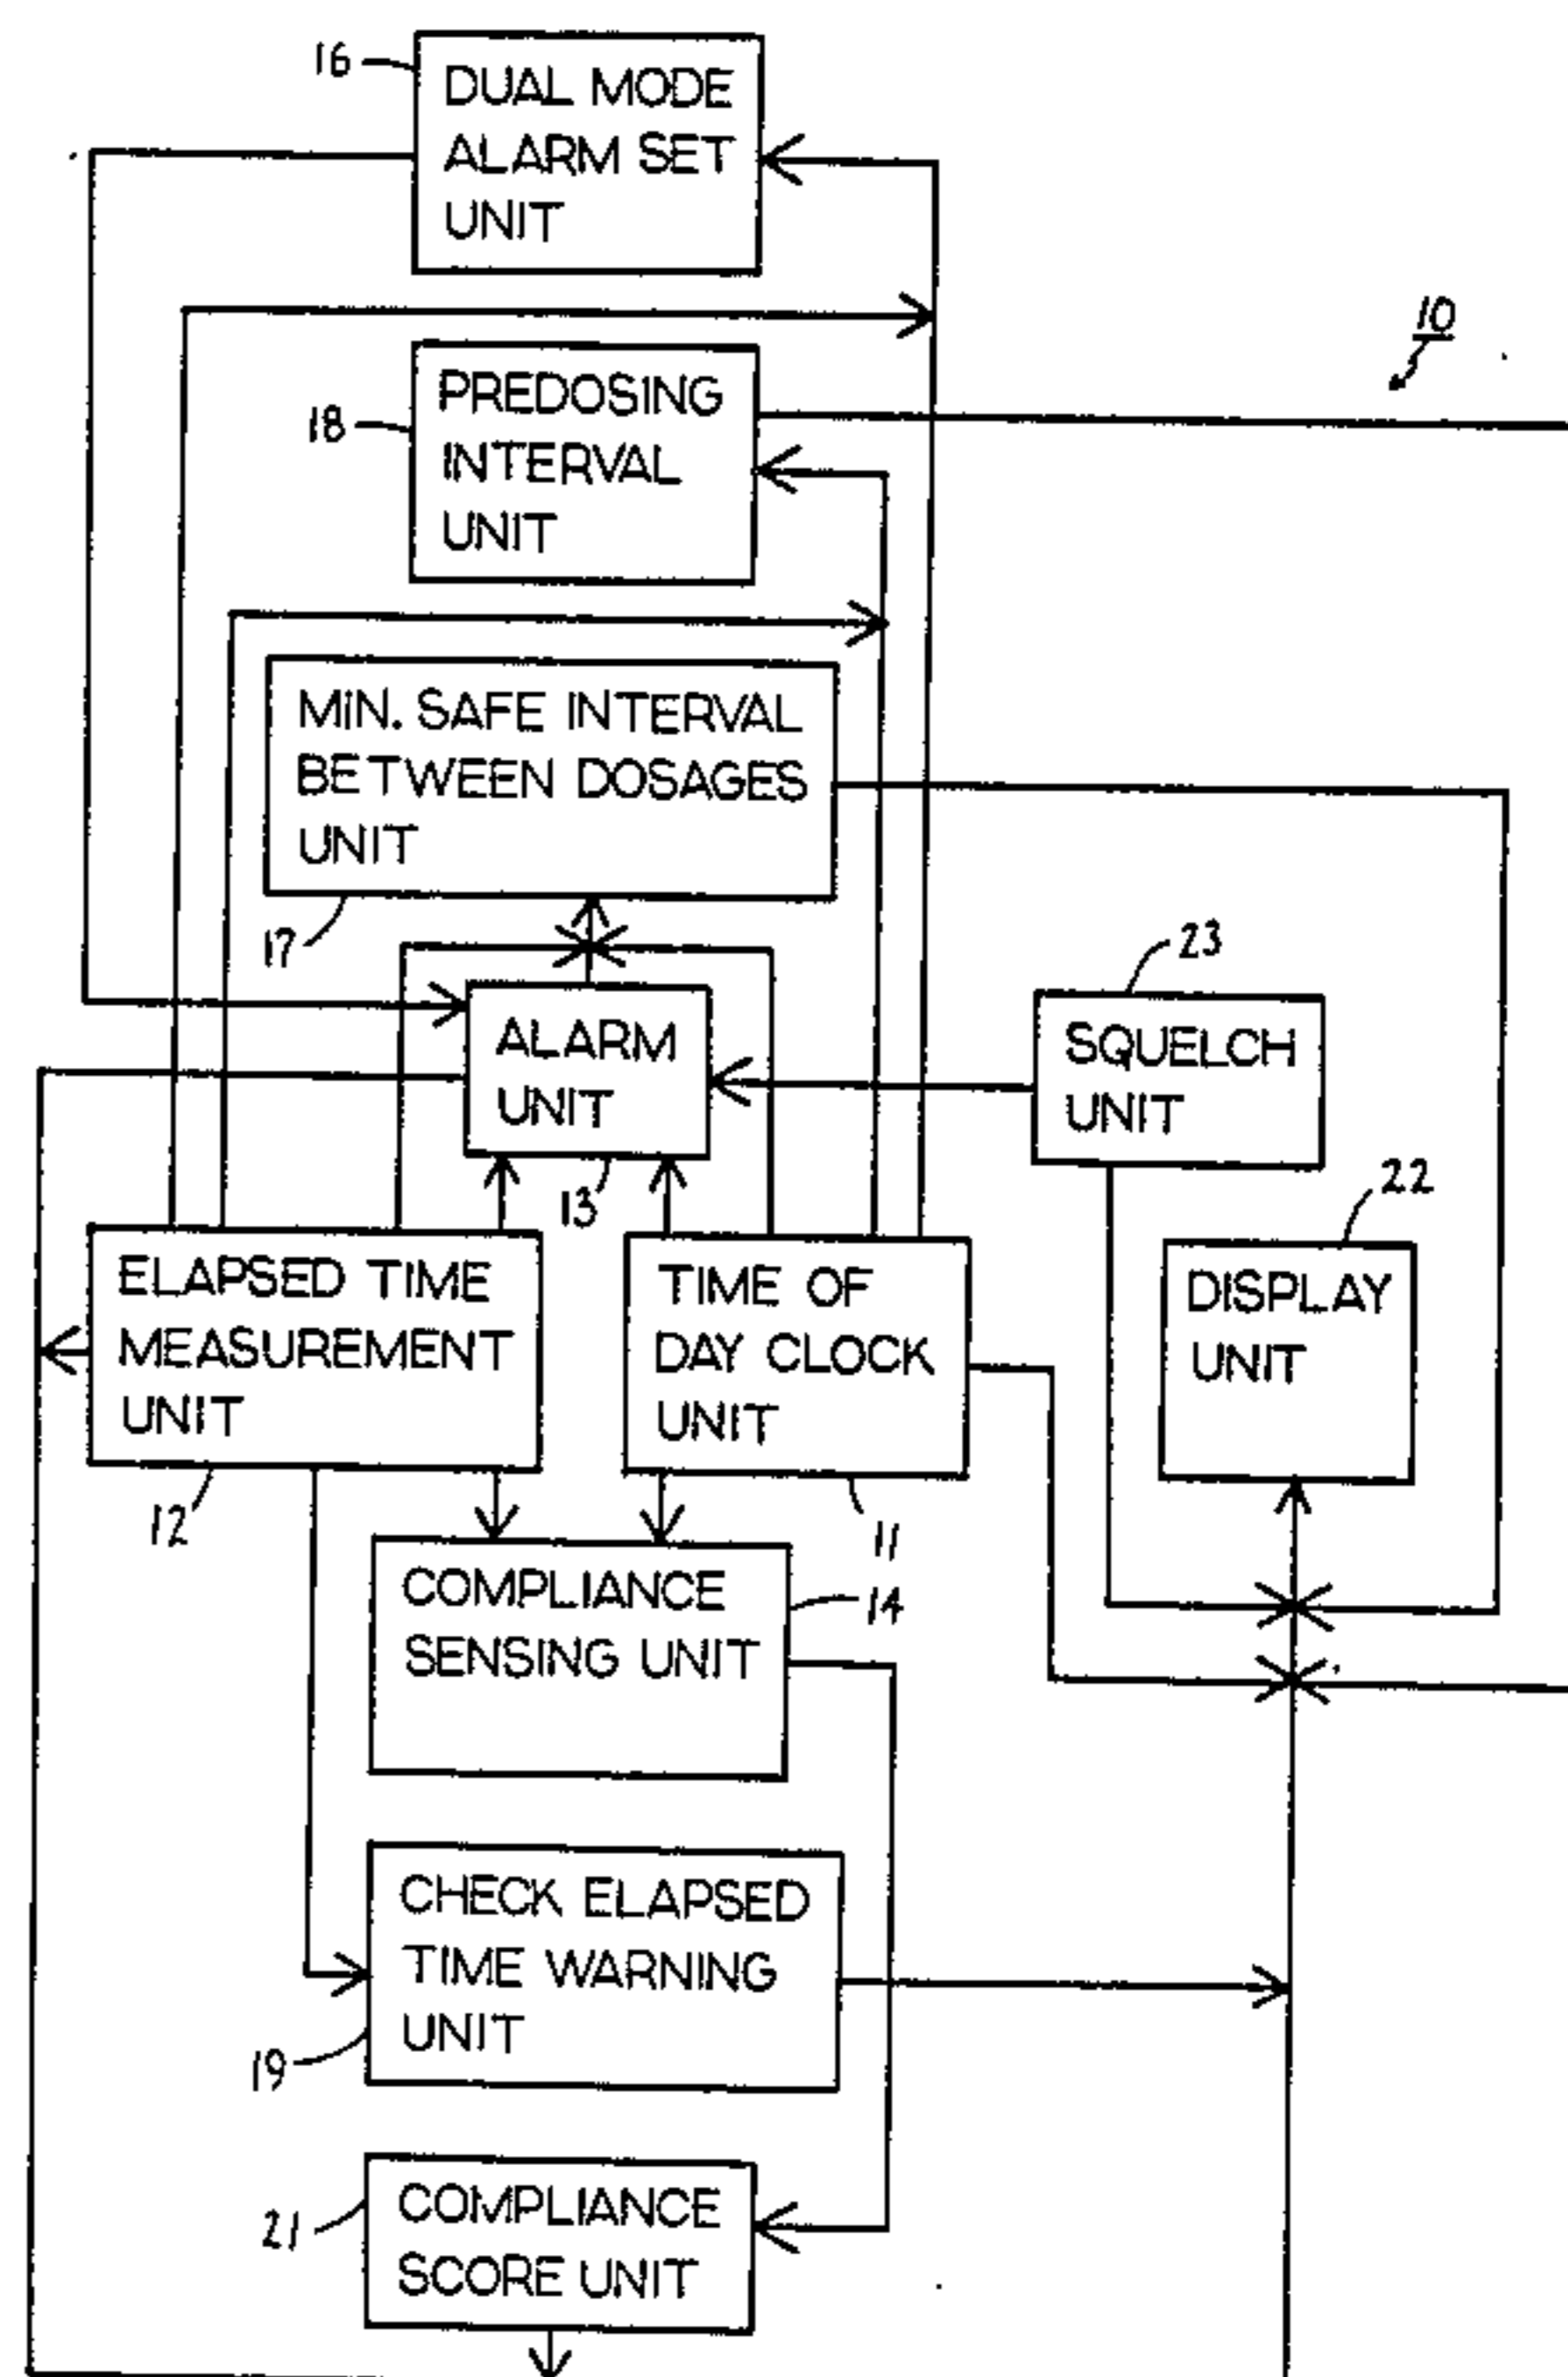 16
DUAL MODE
ALARM SET
UNIT
10
18
PREDOSING
INTERVAL
UNIT
MIN. SAFE INTERVAL
BETWEEN DOSAGES
UNIT
17
23
ALARM
UNIT
SQUELCH
UNIT
13
22
ELAPSED TIME
MEASUREMENT
UNIT
TIME OF
DAY CLOCK
UNIT
DISPLAY
UNIT
12
11
COMPLIANCE
SENSING UNIT
14
CHECK ELAPSED
TIME WARNING
UNIT
19
21
COMPLIANCE
SCORE UNIT